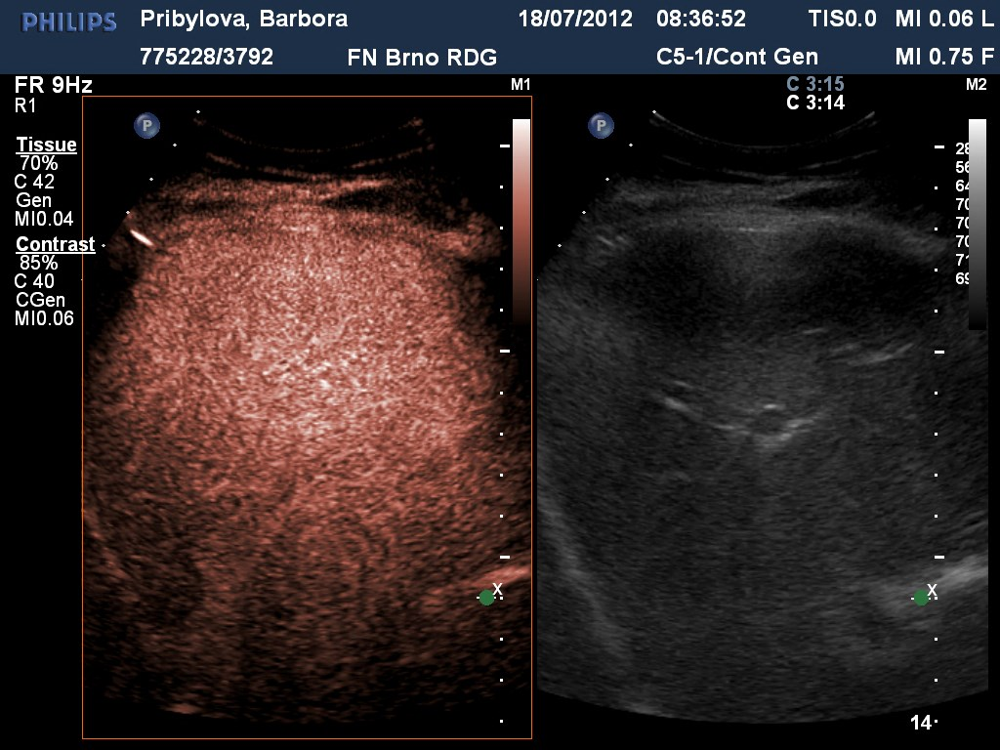 PHILIPS Pribylova, Barbora 18/07/2012 08:36:52 TIS0.0 MI 0.06 L
775228/3792 FN Brno RDG C5-1/Cont Gen MI 0.75 F
FR 9Hz
R1
M1
C 3:15
C 3:14
M2
P
P
Tissue
70%
C 42
Gen
MI0.04
Contrast
85%
C 40
CGen
MI0.06
28
56
64
70
70
70
71
69
X
X
14